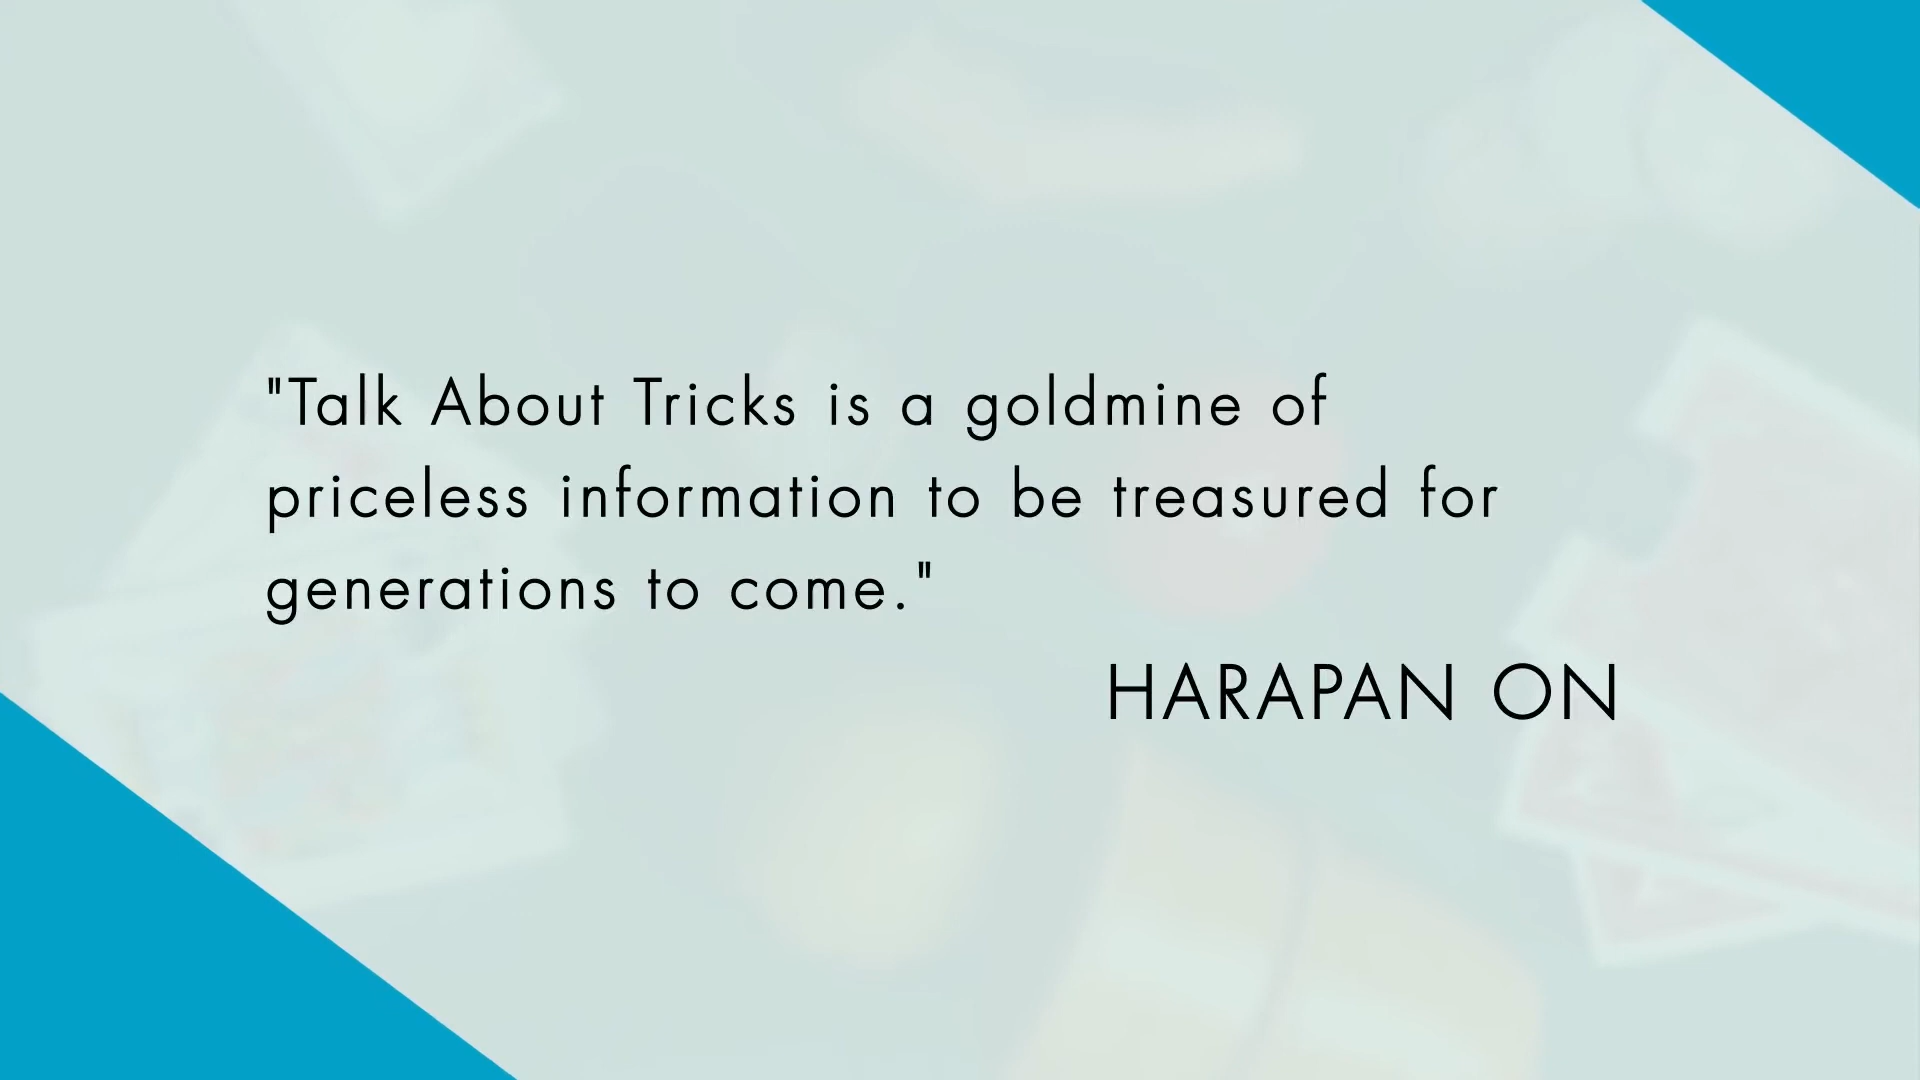 "Talk About Tricks is a goldmine of
priceless information to be treasured for
generations to come."
HARAPAN ON